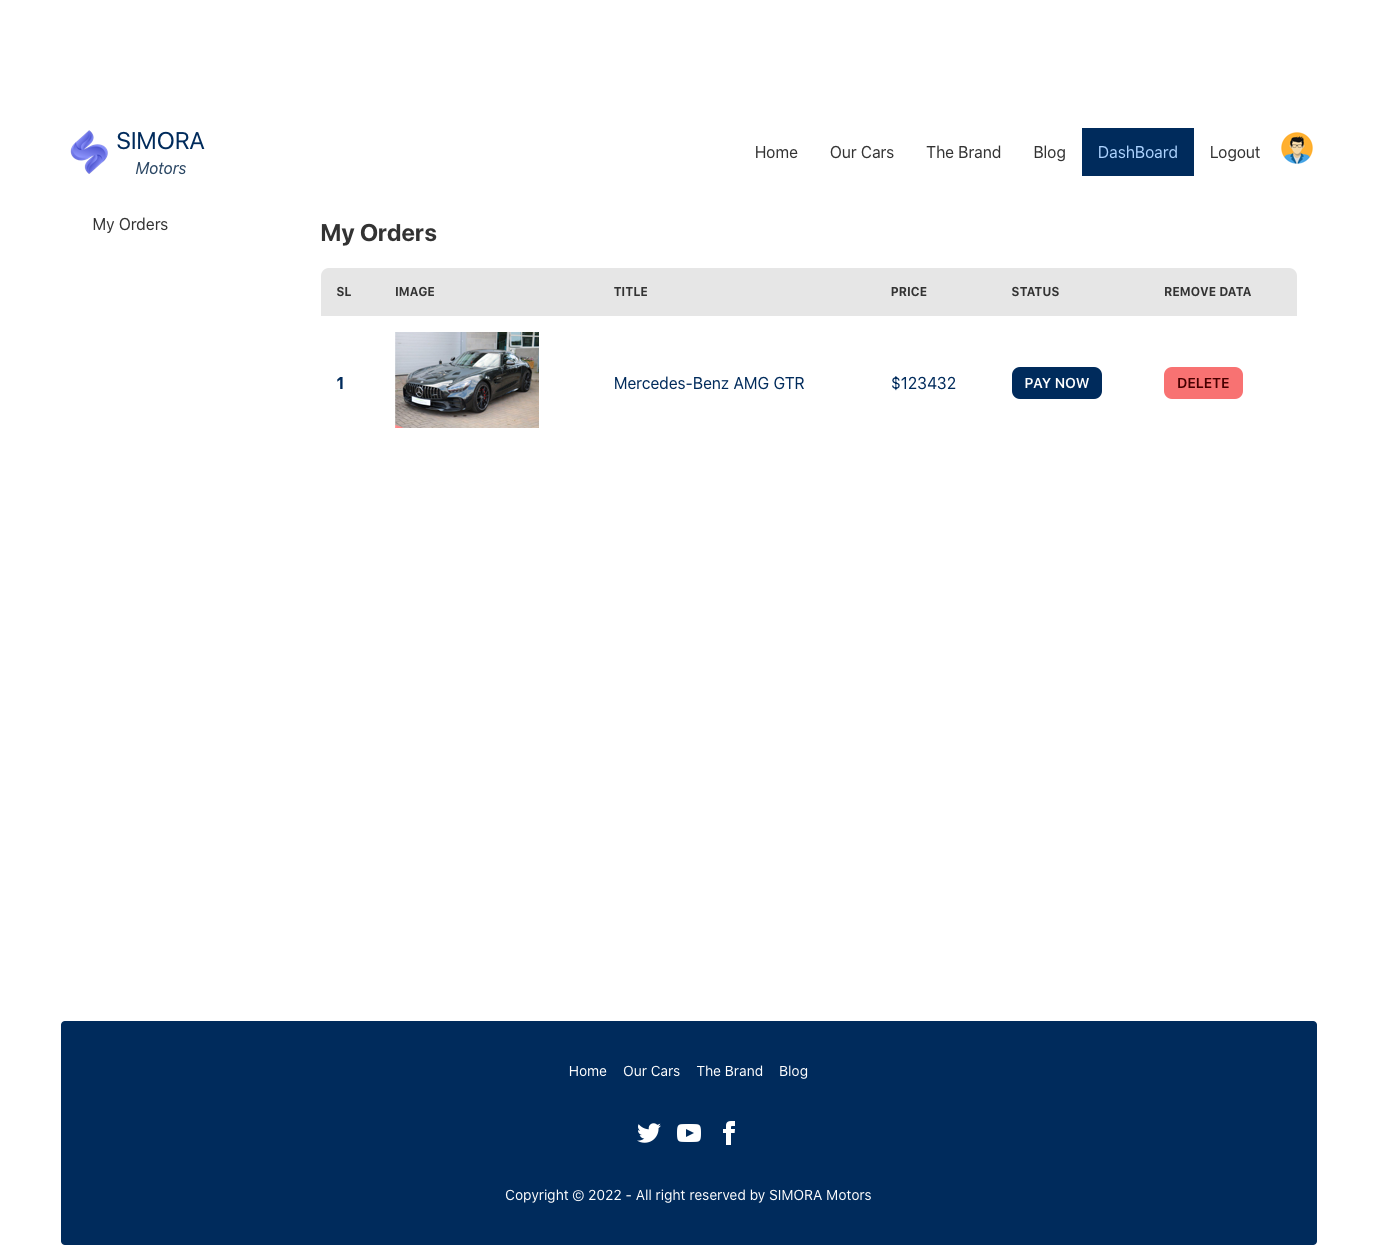 SIMORA
Motors
Home Our Cars The Brand Blog DashBoard Logout
My Orders
My Orders
SL IMAGE TITLE PRICE STATUS REMOVE DATA
1 Mercedes-Benz AMG GTR $123432 PAY NOW DELETE
Home Our Cars The Brand Blog
Copyright © 2022 - All right reserved by SIMORA Motors